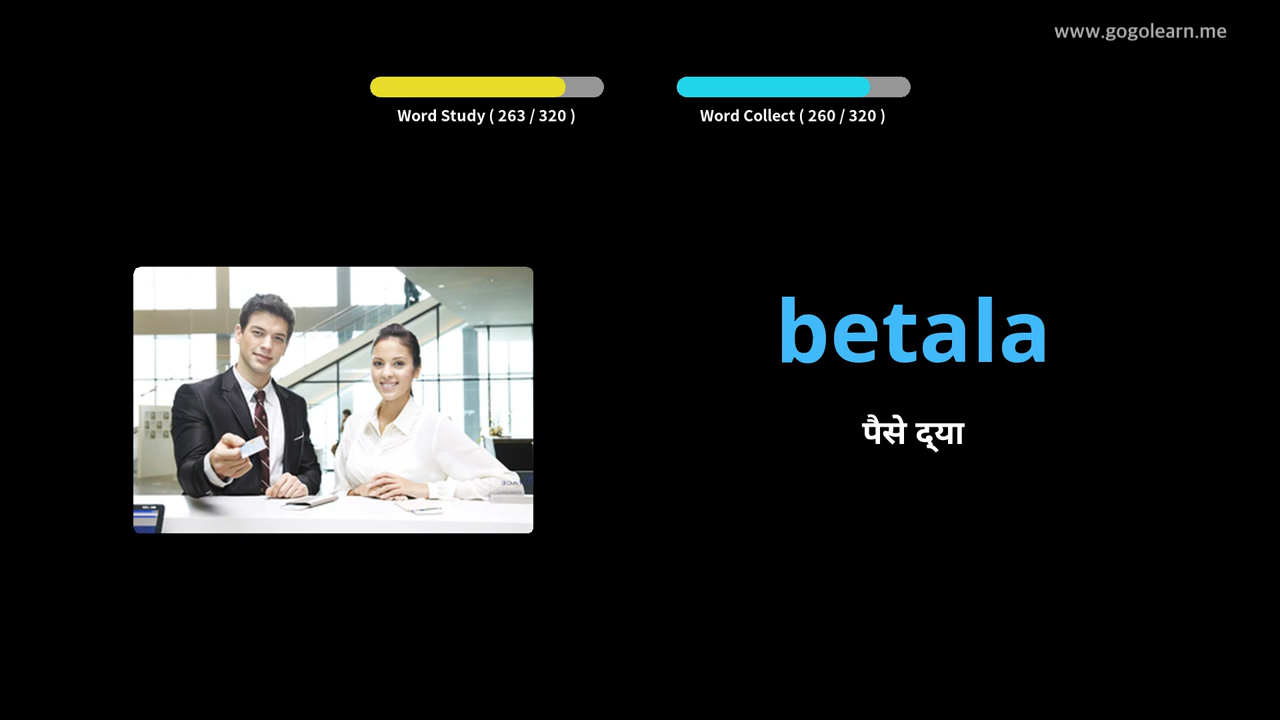 www.gogolearn.me
Word Study ( 263 / 320 )
Word Collect ( 260 / 320 )
betala
पैसे द्‌या